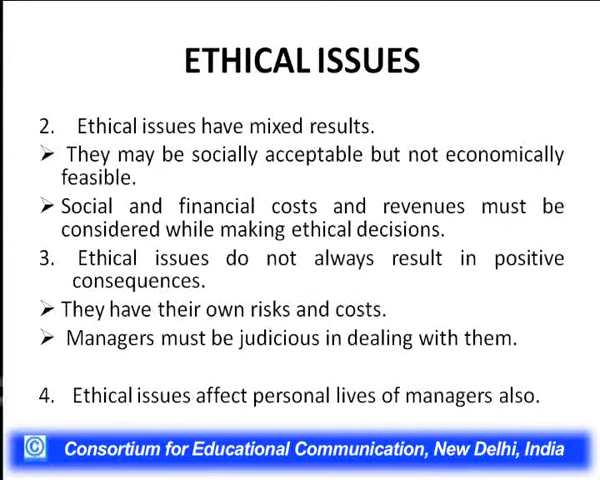 ETHICAL ISSUES
2. Ethical issues have mixed results.
➢ They may be socially acceptable but not economically
feasible.
➢ Social and financial costs and revenues must be
considered while making ethical decisions.
3. Ethical issues do not always result in positive
consequences.
➢ They have their own risks and costs.
➢ Managers must be judicious in dealing with them.
4. Ethical issues affect personal lives of managers also.
© Consortium for Educational Communication, New Delhi, India